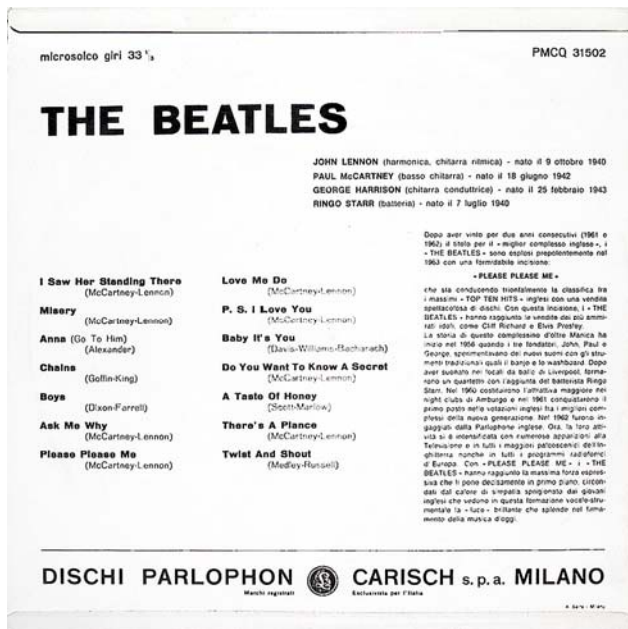 microsolco giri 33 1/3
PMCQ 31502
THE BEATLES
JOHN LENNON (harmonica, chitarra ritmica) - nato il 9 ottobre 1940
PAUL McCARTNEY (basso chitarra) - nato il 18 giugno 1942
GEORGE HARRISON (chitarra conduttrice) - nato il 25 febbraio 1943
RINGO STARR (batteria) - nato il 7 luglio 1940
I Saw Her Standing There
(McCartney-Lennon)
Misery
(McCartney-Lennon)
Anna (Go To Him)
(Alexander)
Chains
(Goffin-King)
Boys
(Dixon-Farrell)
Ask Me Why
(McCartney-Lennon)
Please Please Me
(McCartney-Lennon)
Love Me Do
(McCartney-Lennon)
P. S. I Love You
(McCartney-Lennon)
Baby It's You
(Davis-Williams-Bacharach)
Do You Want To Know A Secret
(McCartney-Lennon)
A Taste Of Honey
(Scott-Marlow)
There's A Plance
(McCartney-Lennon)
Twist And Shout
(Medley-Russell)
Dopo aver vinto per due anni consecutivi (1961 e
1962) il titolo per il « miglior complesso inglese », i
« THE BEATLES » sono esplosi prepotentemente nel
1963 con una formidabile incisione:
« PLEASE PLEASE ME »
che sta conducendo trionfalmente la classifica fra
i massimi « TOP TEN HITS » inglesi con una vendita
spettacolosa di dischi. Con questa incisione, i « THE
BEATLES » hanno raggiunto le vendite dei più ammi-
rati idoli, come Cliff Richard e Elvis Presley.
La storia di questo complessino d'oltre Manica ha
inizio nel 1956 quando i tre fondatori, John, Paul e
George, sperimentavano dei nuovi suoni con gli stru-
menti tradizionali quali il banjo e lo washboard. Dopo
aver suonato nei locali da ballo di Liverpool, forma-
rono un quartetto con l'aggiunta del batterista Ringo
Starr. Nel 1960 costituirono l'attrattiva maggiore nei
night clubs di Amburgo e nel 1961 conquistarono il
primo posto nelle votazioni inglesi fra i migliori com-
plessi della nuova generazione. Nel 1962 furono in-
gaggiati dalla Parlophone inglese. Ora, la loro atti-
vità si è intensificata con numerose apparizioni alla
Televisione e in tutti i maggiori palcoscenici dell'In-
ghilterra nonché in tutti i programmi radiofonici
d'Europa. Con « PLEASE PLEASE ME » i « THE
BEATLES » hanno raggiunto la massima forza espres-
siva che li pone decisamente in primo piano, circon-
dati dal calore di simpatia sprigionato dai giovani
inglesi che vedono in questa formazione vocale-stru-
mentale la « luce » brillante che splende nel firma-
mento della musica d'oggi.
DISCHI PARLOPHON CARISCH s.p.a. MILANO
Marchi registrati
Esclusivista per l'Italia